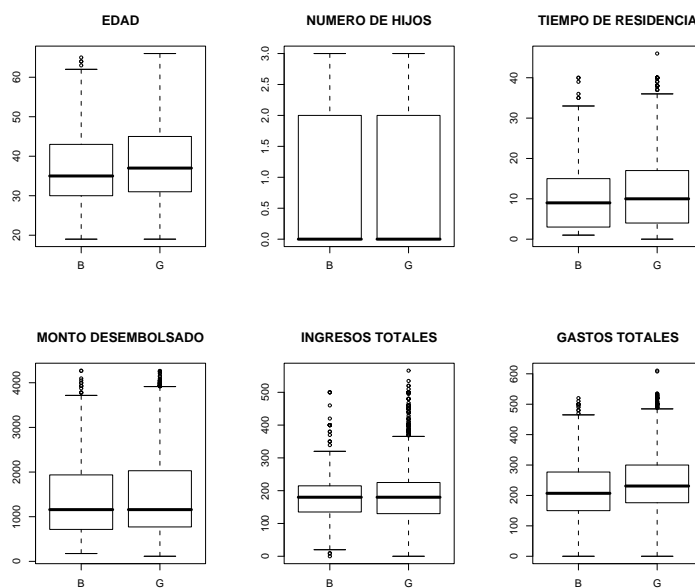 EDAD
NUMERO DE HIJOS
TIEMPO DE RESIDENCIA
60
50
40
30
20
B
G
3.0
2.5
2.0
1.5
1.0
0.5
0.0
B
G
40
30
20
10
0
B
G
MONTO DESEMBOLSADO
INGRESOS TOTALES
GASTOS TOTALES
4000
3000
2000
1000
0
B
G
500
400
300
200
100
0
B
G
600
500
400
300
200
100
0
B
G